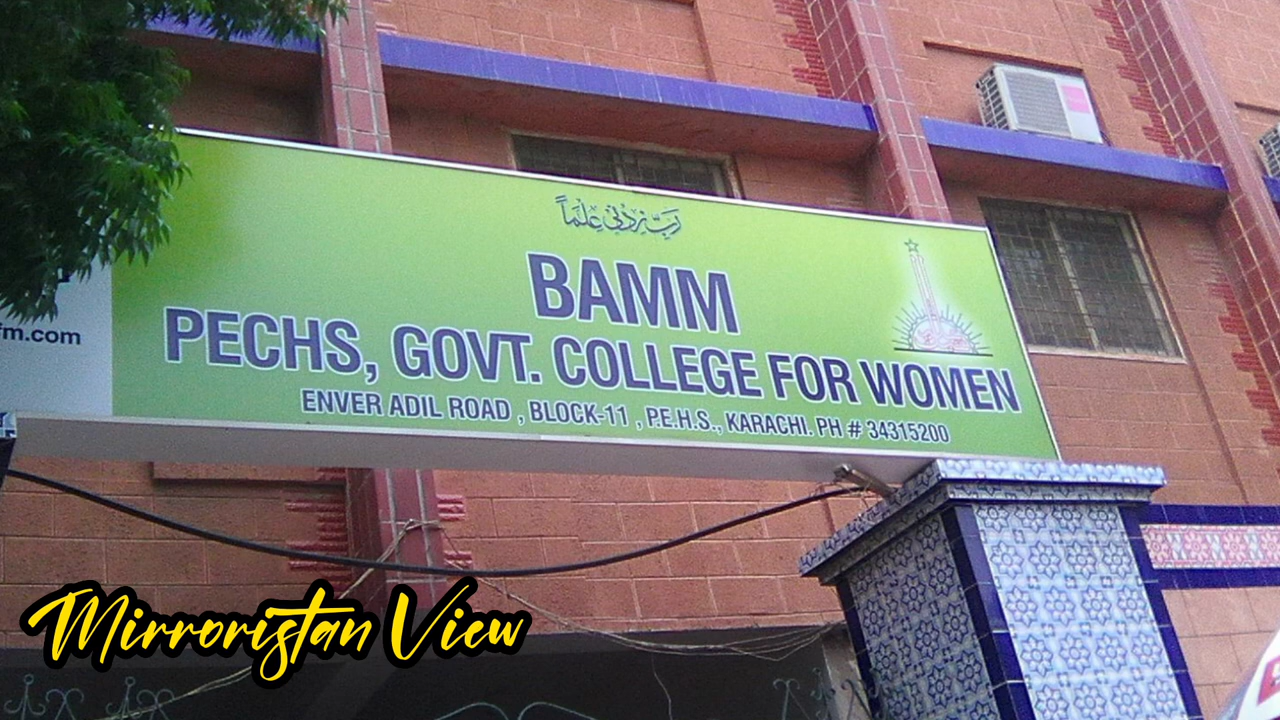 رَبِّ زِدْنِي عِلْمًا
BAMM
PECHS, GOVT. COLLEGE FOR WOMEN
ENVER ADIL ROAD , BLOCK-11 , P.E.H.S., KARACHI. PH # 34315200
fm.com
Mirroristan View